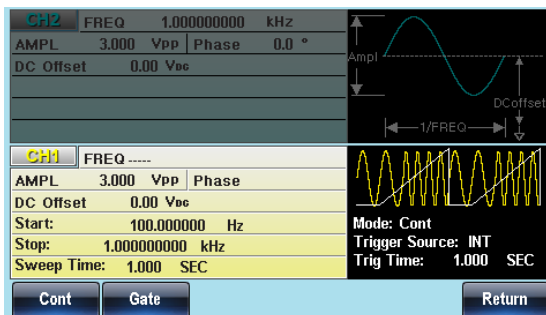 CH2 FREQ 1.000000000 kHz
AMPL 3.000 Vpp Phase 0.0 °
DC Offset 0.00 VDC
Ampl
DCoffset
1/FREQ
CH1 FREQ -----
AMPL 3.000 Vpp Phase
DC Offset 0.00 VDC
Start: 100.000000 Hz
Stop: 1.000000000 kHz
Sweep Time: 1.000 SEC
Mode: Cont
Trigger Source: INT
Trig Time: 1.000 SEC
Cont Gate Return